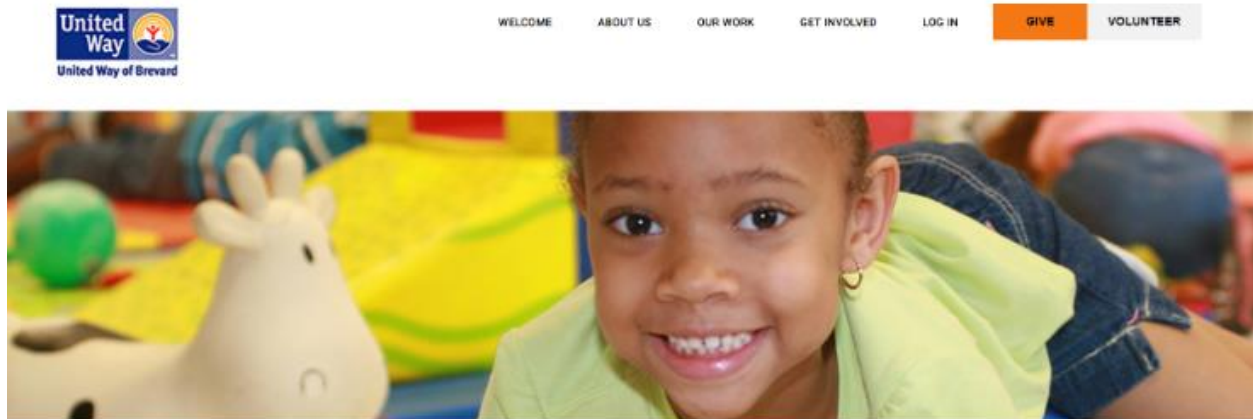 United
Way
United Way of Brevard
WELCOME ABOUT US OUR WORK GET INVOLVED LOG IN GIVE VOLUNTEER